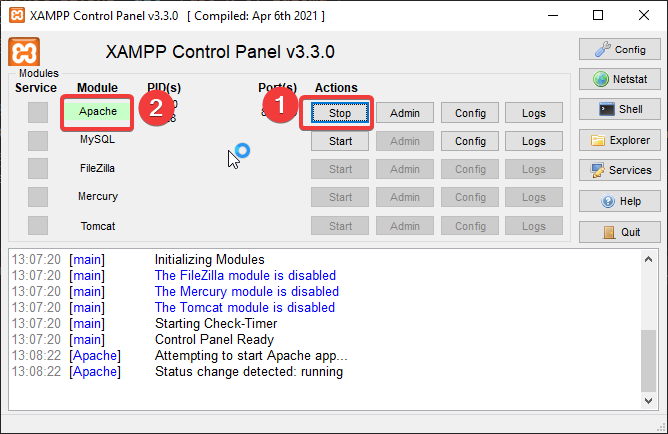 XAMPP Control Panel v3.3.0 [ Compiled: Apr 6th 2021 ]
XAMPP Control Panel v3.3.0
Config
Modules
Service Module PID(s) Port(s) Actions
Netstat
Apache 2 1 Stop Admin Config Logs
Shell
MySQL Start Admin Config Logs
Explorer
FileZilla Start Admin Config Logs
Services
Mercury Start Admin Config Logs
Help
Tomcat Start Admin Config Logs
Quit
13:07:20 [main] Initializing Modules
13:07:20 [main] The FileZilla module is disabled
13:07:20 [main] The Mercury module is disabled
13:07:20 [main] The Tomcat module is disabled
13:07:20 [main] Starting Check-Timer
13:07:20 [main] Control Panel Ready
13:08:22 [Apache] Attempting to start Apache app...
13:08:22 [Apache] Status change detected: running